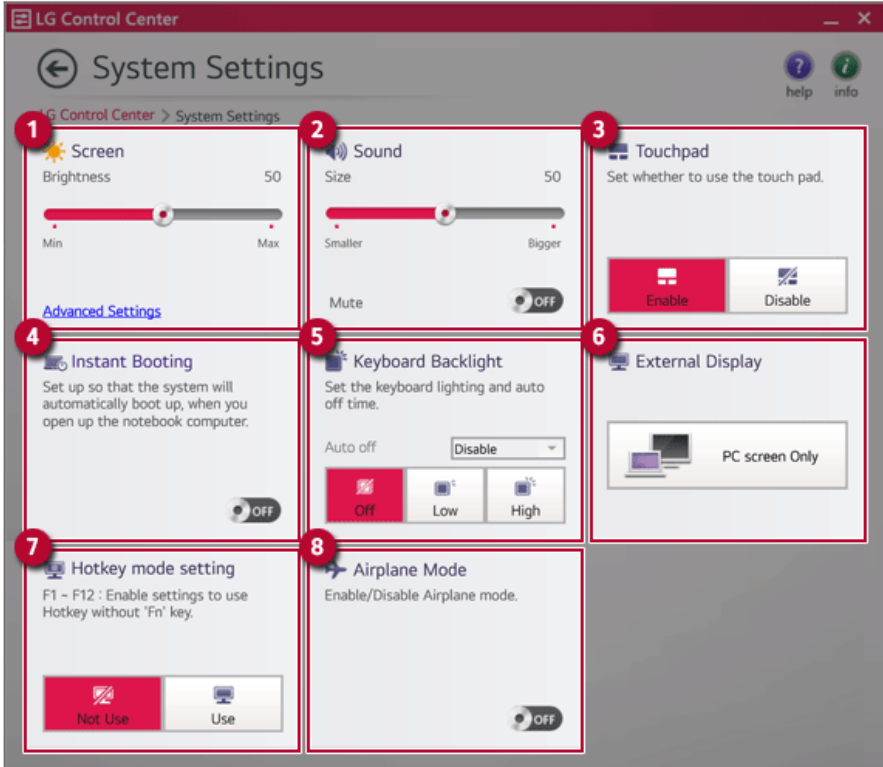 LG Control Center
System Settings
help
info
LG Control Center > System Settings
1
Screen
Brightness 50
Min Max
Advanced Settings
2
Sound
Size 50
Smaller Bigger
Mute OFF
3
Touchpad
Set whether to use the touch pad.
Enable Disable
4
Instant Booting
Set up so that the system will
automatically boot up, when you
open up the notebook computer.
OFF
5
Keyboard Backlight
Set the keyboard lighting and auto
off time.
Auto off Disable
Off Low High
6
External Display
PC screen Only
7
Hotkey mode setting
F1 ~ F12 : Enable settings to use
Hotkey without 'Fn' key.
Not Use Use
8
Airplane Mode
Enable/Disable Airplane mode.
OFF